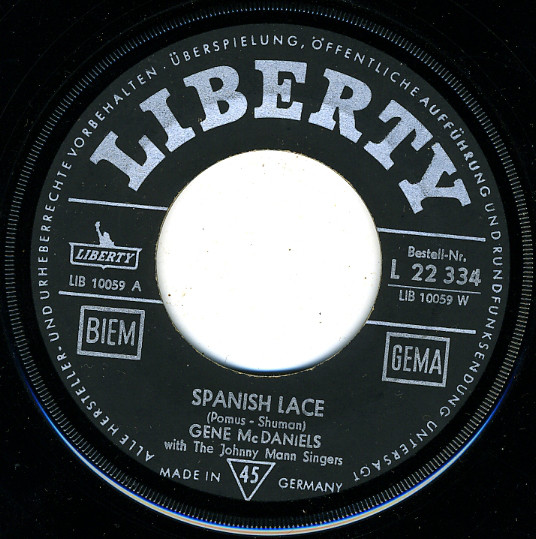 ALLE HERSTELLER- UND URHEBERRECHTE VORBEHALTEN · ÜBERSPIELUNG, ÖFFENTLICHE AUFFÜHRUNG UND RUNDFUNKSENDUNG UNTERSAGT
LIBERTY
LIBERTY
LIB 10059 A
Bestell-Nr.
L 22 334
LIB 10059 W
BIEM
GEMA
SPANISH LACE
(Pomus - Shuman)
GENE McDANIELS
with The Johnny Mann Singers
MADE IN 45 GERMANY